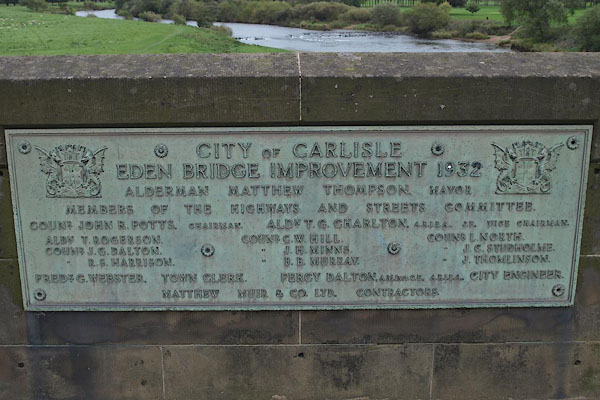 CITY OF CARLISLE
EDEN BRIDGE IMPROVEMENT 1932
ALDERMAN MATTHEW THOMPSON. MAYOR
MEMBERS OF THE HIGHWAYS AND STREETS COMMITTEE.
COUNR. JOHN R. POTTS. CHAIRMAN. ALDN. T. G. CHARLTON, A.R.I.B.A. J.P. VICE CHAIRMAN.
ALDN. T. ROGERSON. COUNR. G. W. HILL. COUNR. I. NORTH.
COUNR. J. G. DALTON. " J. H. MINNS. " J. C. STUDHOLME.
" R. S. HARRISON. " B. B. MURRAY. " J. THOMLINSON.
FREDK. G. WEBSTER. TOWN CLERK. PERCY DALTON, A.M.INST.C.E. A.R.I.B.A. CITY ENGINEER.
MATTHEW MUIR & CO. LTD. CONTRACTORS.